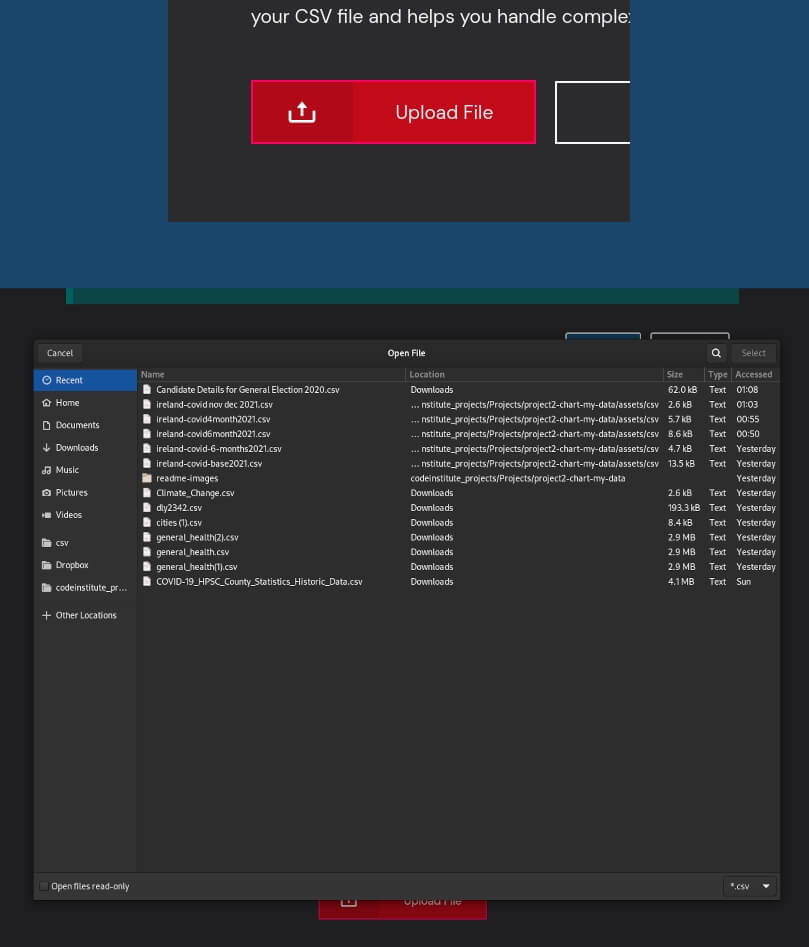 your CSV file and helps you handle comple
Upload File
Cancel Open File Select
Recent
Home
Documents
Downloads
Music
Pictures
Videos
csv
Dropbox
codeinstitute_pr...
Other Locations
Name Location Size Type Accessed
Candidate Details for General Election 2020.csv Downloads 62.0 kB Text 01:08
ireland-covid nov dec 2021.csv ... nstitute_projects/Projects/project2-chart-my-data/assets/csv 2.6 kB Text 01:03
ireland-covid4month2021.csv ... nstitute_projects/Projects/project2-chart-my-data/assets/csv 5.7 kB Text 00:55
ireland-covid6month2021.csv ... nstitute_projects/Projects/project2-chart-my-data/assets/csv 8.6 kB Text 00:50
ireland-covid-6-months2021.csv ... nstitute_projects/Projects/project2-chart-my-data/assets/csv 4.7 kB Text Yesterday
ireland-covid-base2021.csv ... nstitute_projects/Projects/project2-chart-my-data/assets/csv 13.5 kB Text Yesterday
readme-images codeinstitute_projects/Projects/project2-chart-my-data Yesterday
Climate_Change.csv Downloads 2.6 kB Text Yesterday
dly2342.csv Downloads 193.3 kB Text Yesterday
cities (1).csv Downloads 8.4 kB Text Yesterday
general_health(2).csv Downloads 2.9 MB Text Yesterday
general_health.csv Downloads 2.9 MB Text Yesterday
general_health(1).csv Downloads 2.9 MB Text Yesterday
COVID-19_HPSC_County_Statistics_Historic_Data.csv Downloads 4.1 MB Text Sun
Open files read-only *.csv
Upload File